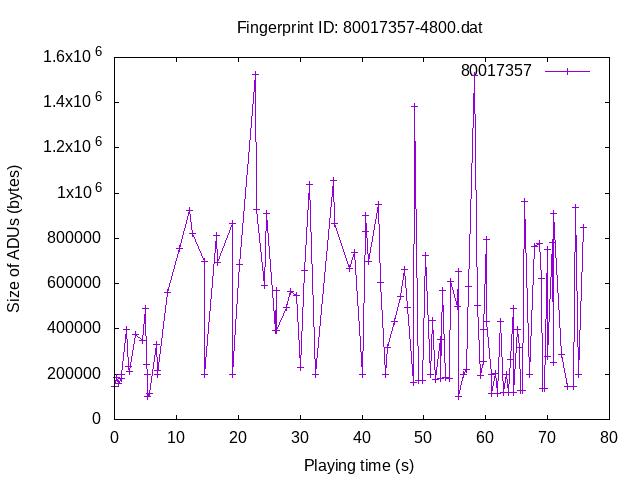 Fingerprint ID: 80017357-4800.dat
1.6x10^6
80017357
1.4x10^6
1.2x10^6
1x10^6
800000
600000
400000
200000
0
Size of ADUs (bytes)
0 10 20 30 40 50 60 70 80
Playing time (s)